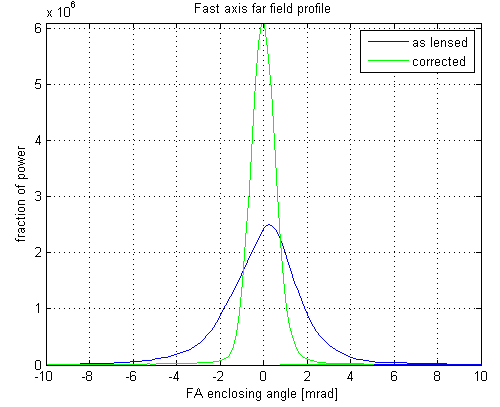 Fast axis far field profile
x 10^6
6
5
4
3
2
1
0
fraction of power
as lensed
corrected
-10 -8 -6 -4 -2 0 2 4 6 8 10
FA enclosing angle [mrad]